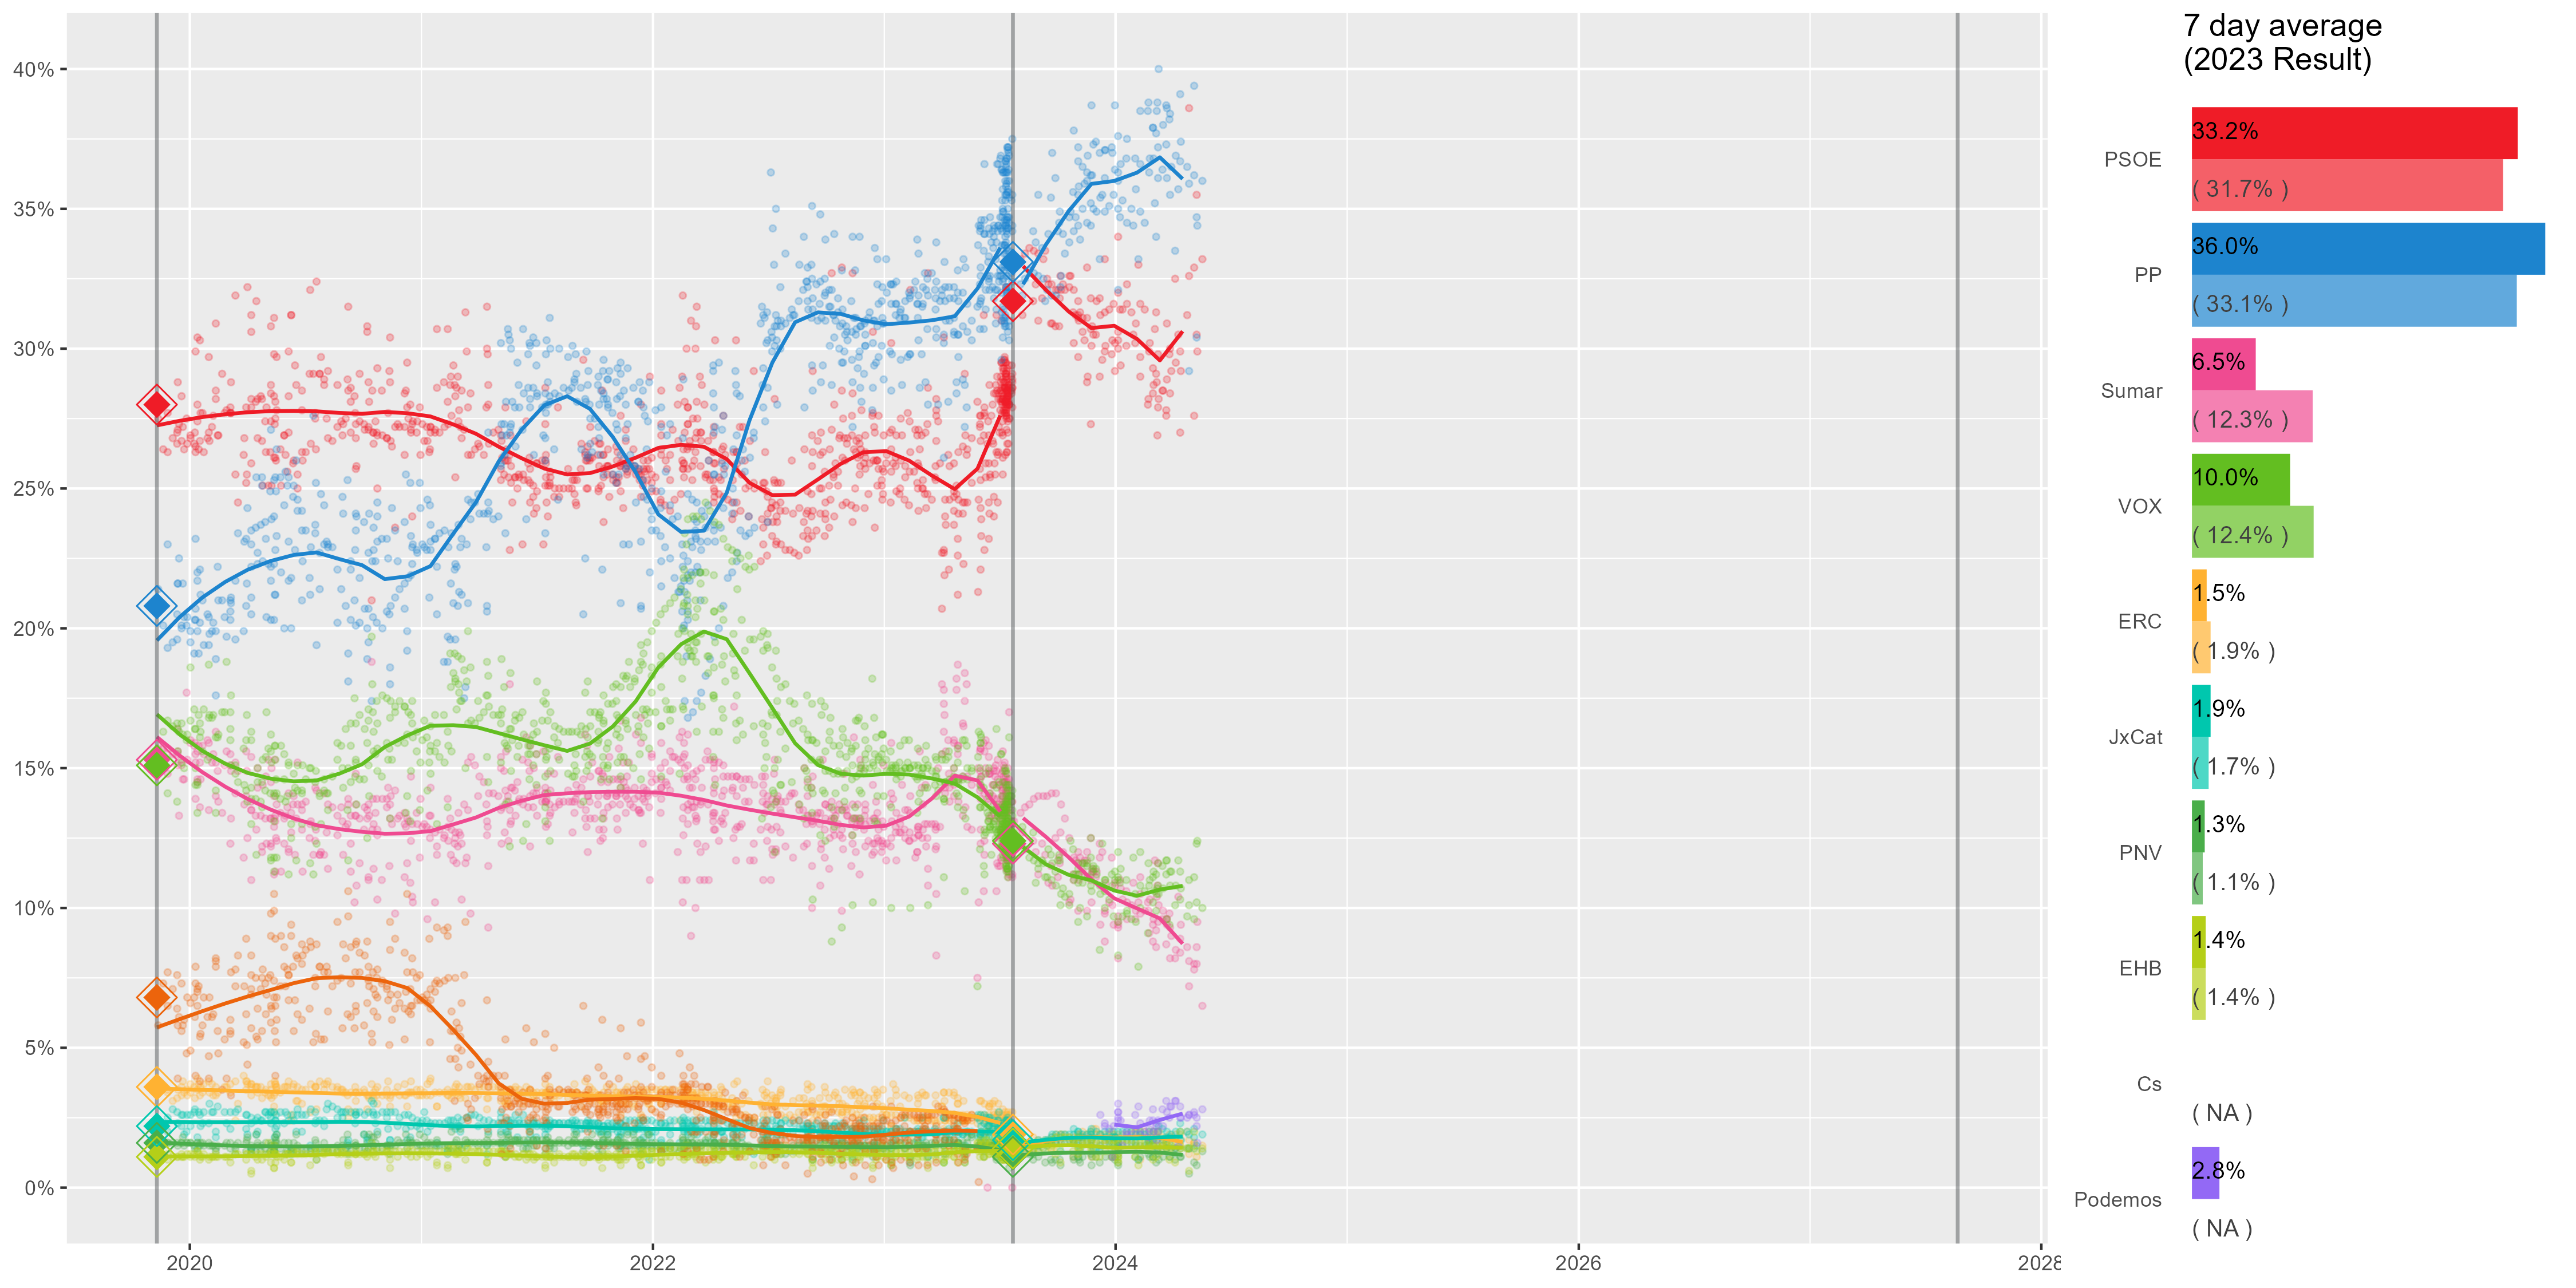 7 day average
(2023 Result)
40%
35%
30%
25%
20%
15%
10%
5%
0%
2020
2022
2024
2026
2028
PSOE
33.2%
( 31.7% )
PP
36.0%
( 33.1% )
Sumar
6.5%
( 12.3% )
VOX
10.0%
( 12.4% )
ERC
1.5%
( 1.9% )
JxCat
1.9%
( 1.7% )
PNV
1.3%
( 1.1% )
EHB
1.4%
( 1.4% )
Cs
( NA )
Podemos
2.8%
( NA )